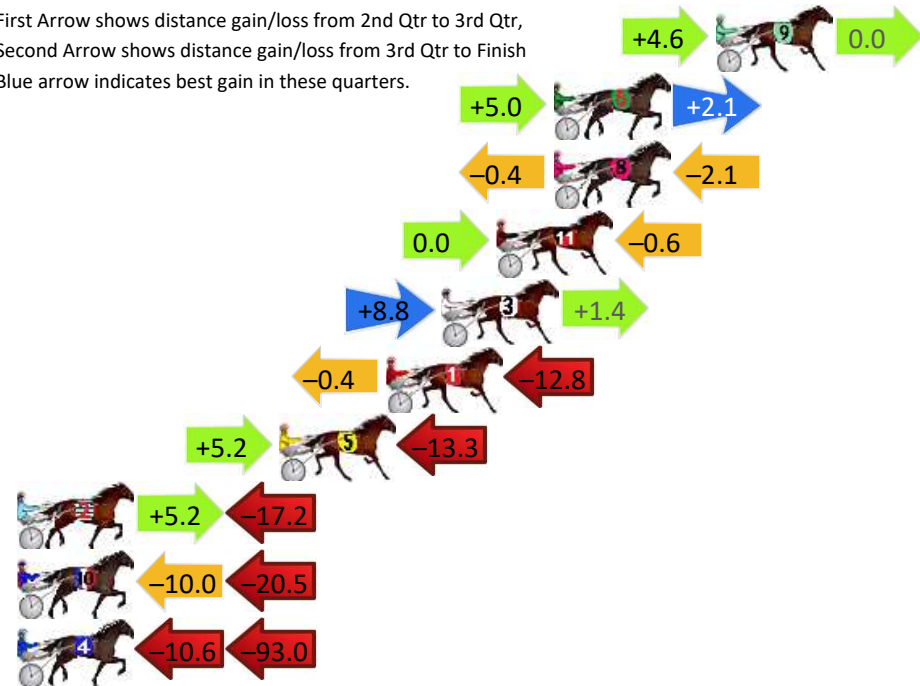 First Arrow shows distance gain/loss from 2nd Qtr to 3rd Qtr,
Second Arrow shows distance gain/loss from 3rd Qtr to Finish
Blue arrow indicates best gain in these quarters.
+4.6 9 0.0
+5.0 6 +2.1
–0.4 8 –2.1
0.0 11 –0.6
+8.8 3 +1.4
–0.4 1 –12.8
+5.2 5 –13.3
2 +5.2 –17.2
10 –10.0 –20.5
4 –10.6 –93.0